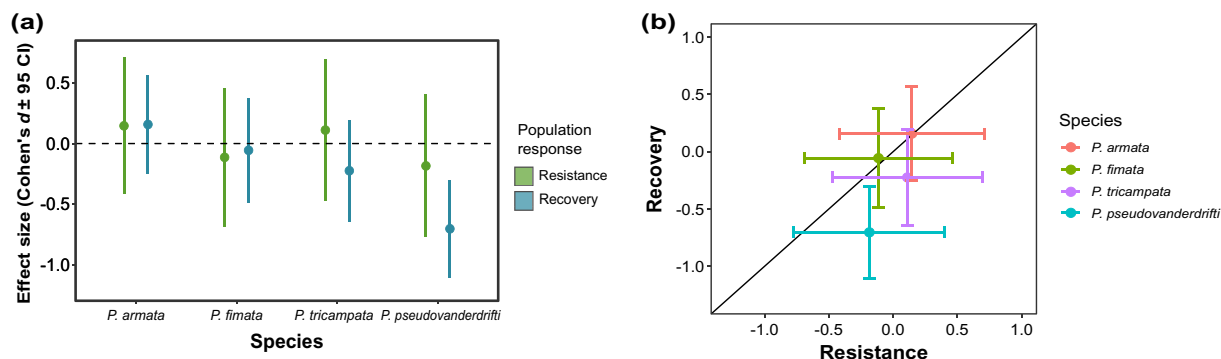 (a)
Effect size (Cohen's d ± 95 CI)
0.5
0.0
-0.5
-1.0
P. armata
P. fimata
P. tricampata
P. pseudovanderdrifti
Species
Population
response
Resistance
Recovery
(b)
Recovery
1.0
0.5
0.0
-0.5
-1.0
-1.0
-0.5
0.0
0.5
1.0
Resistance
Species
P. armata
P. fimata
P. tricampata
P. pseudovanderdrifti